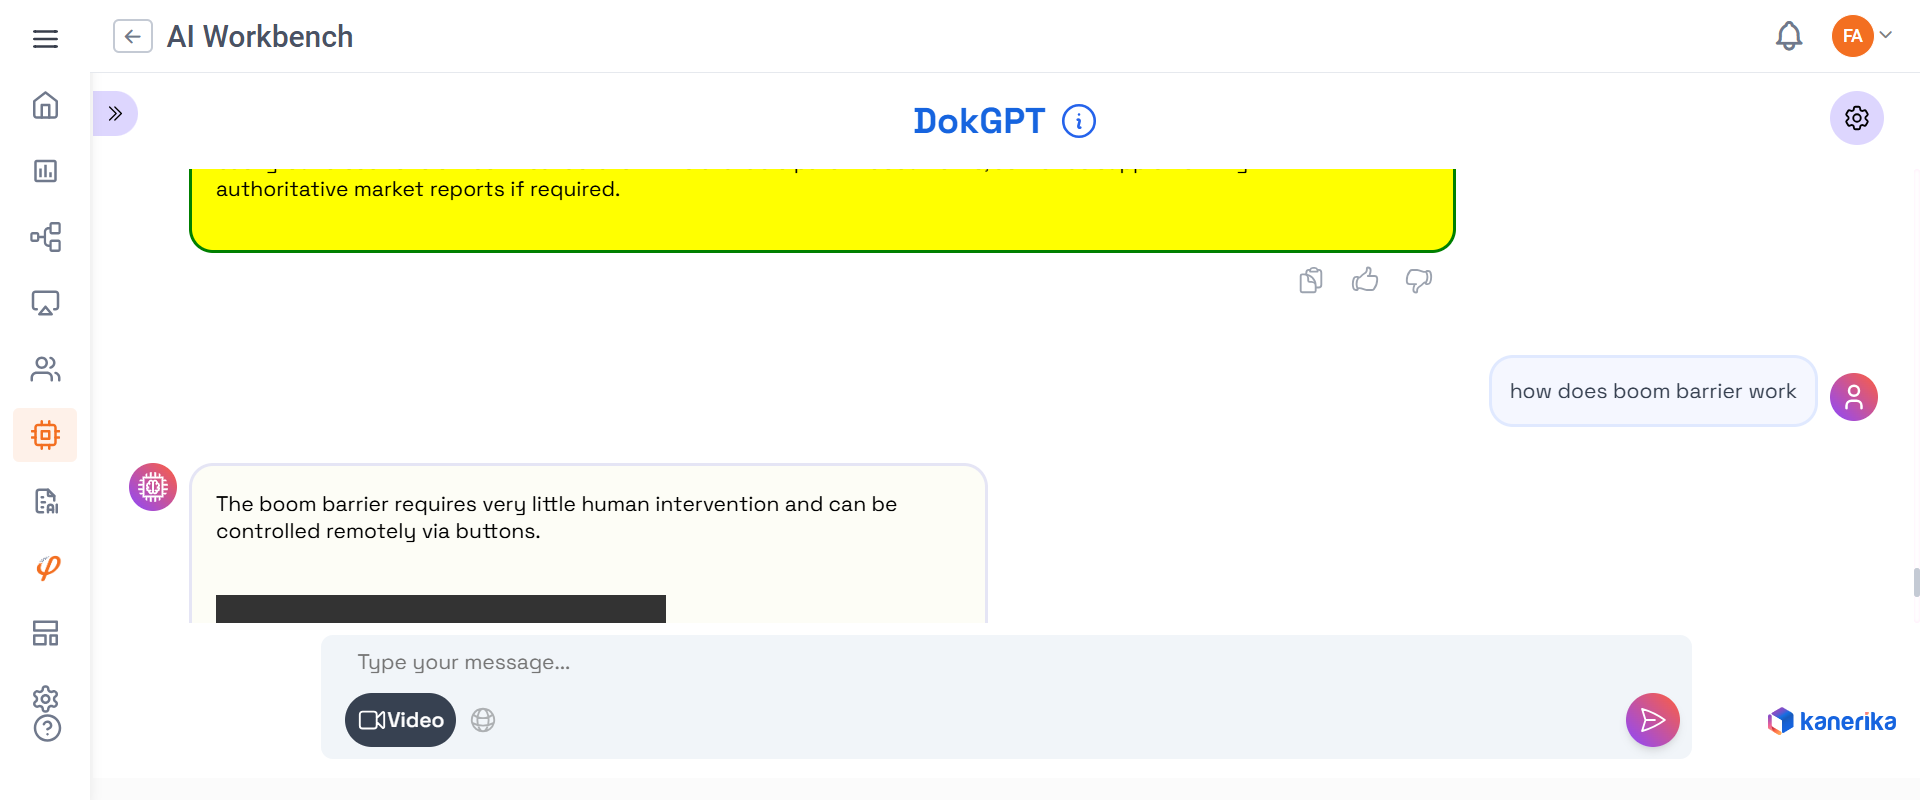 AI Workbench
FA
DokGPT
authoritative market reports if required.
how does boom barrier work
The boom barrier requires very little human intervention and can be
controlled remotely via buttons.
Type your message...
Video
kanerika